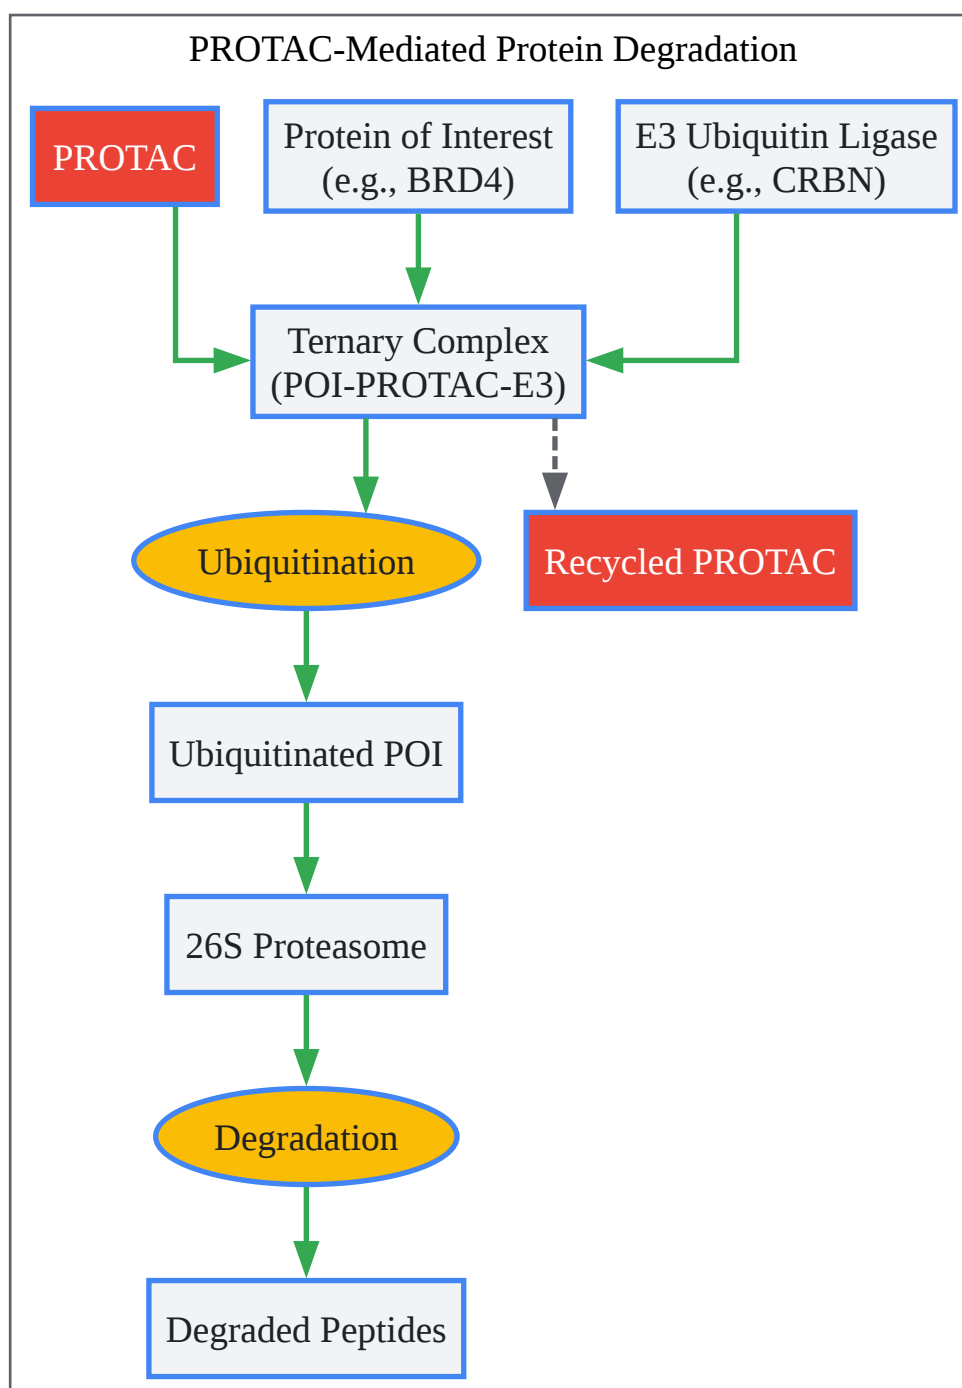 PROTAC-Mediated Protein Degradation
PROTAC
Protein of Interest
(e.g., BRD4)
E3 Ubiquitin Ligase
(e.g., CRBN)
Ternary Complex
(POI-PROTAC-E3)
Ubiquitination
Recycled PROTAC
Ubiquitinated POI
26S Proteasome
Degradation
Degraded Peptides